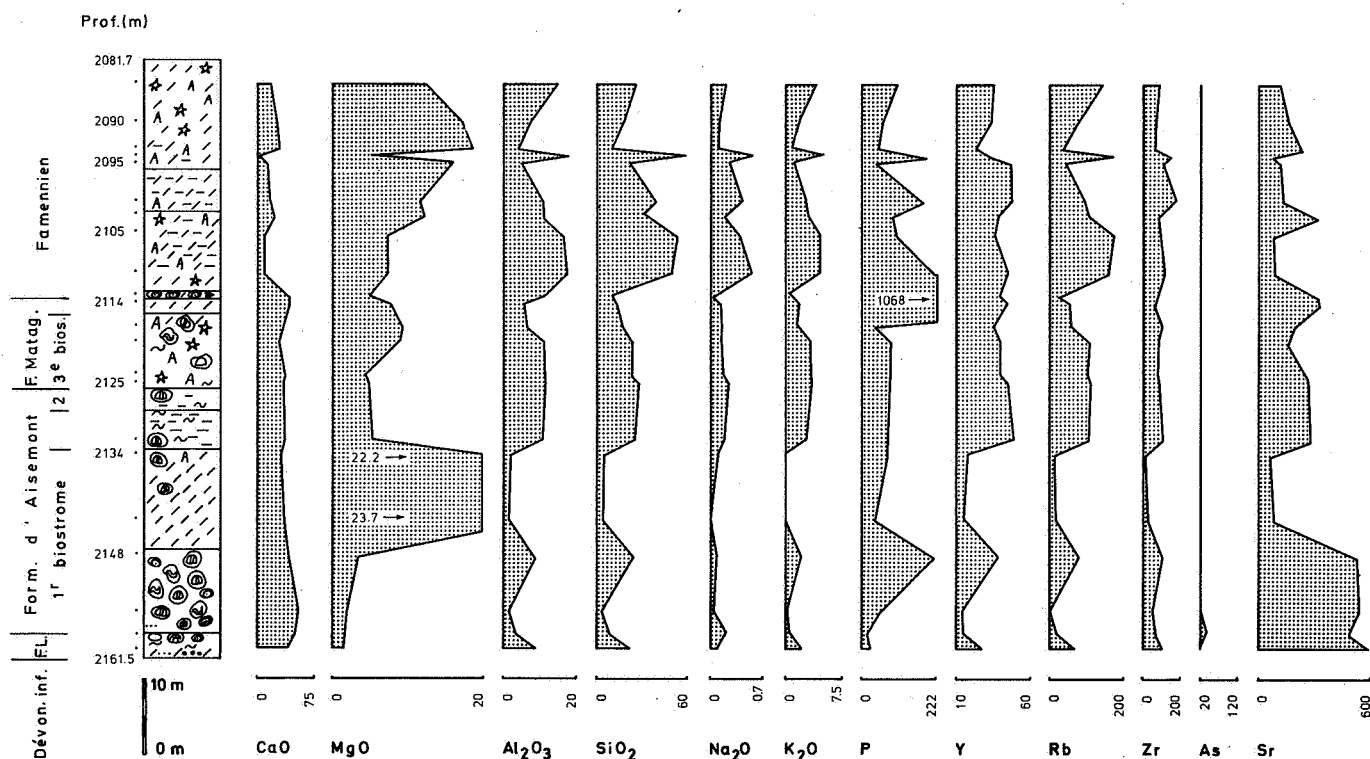 Prof.(m)
2081.7
2090
2095
2105
2114
2125
2134
2148
2161.5
Famennien
F. Matag.
3e bios.
2
Form. d' Aisemont
1r biostrome
F.L.
Dévon. inf.
10 m
0 m
22.2 →
23.7 →
1068 →
0 75
0 20
0 20
0 60
0 0.7
0 7.5
0 222
10 60
0 200
0 200
20 120
0 600
CaO MgO Al2O3 SiO2 Na2O K2O P Y Rb Zr As Sr